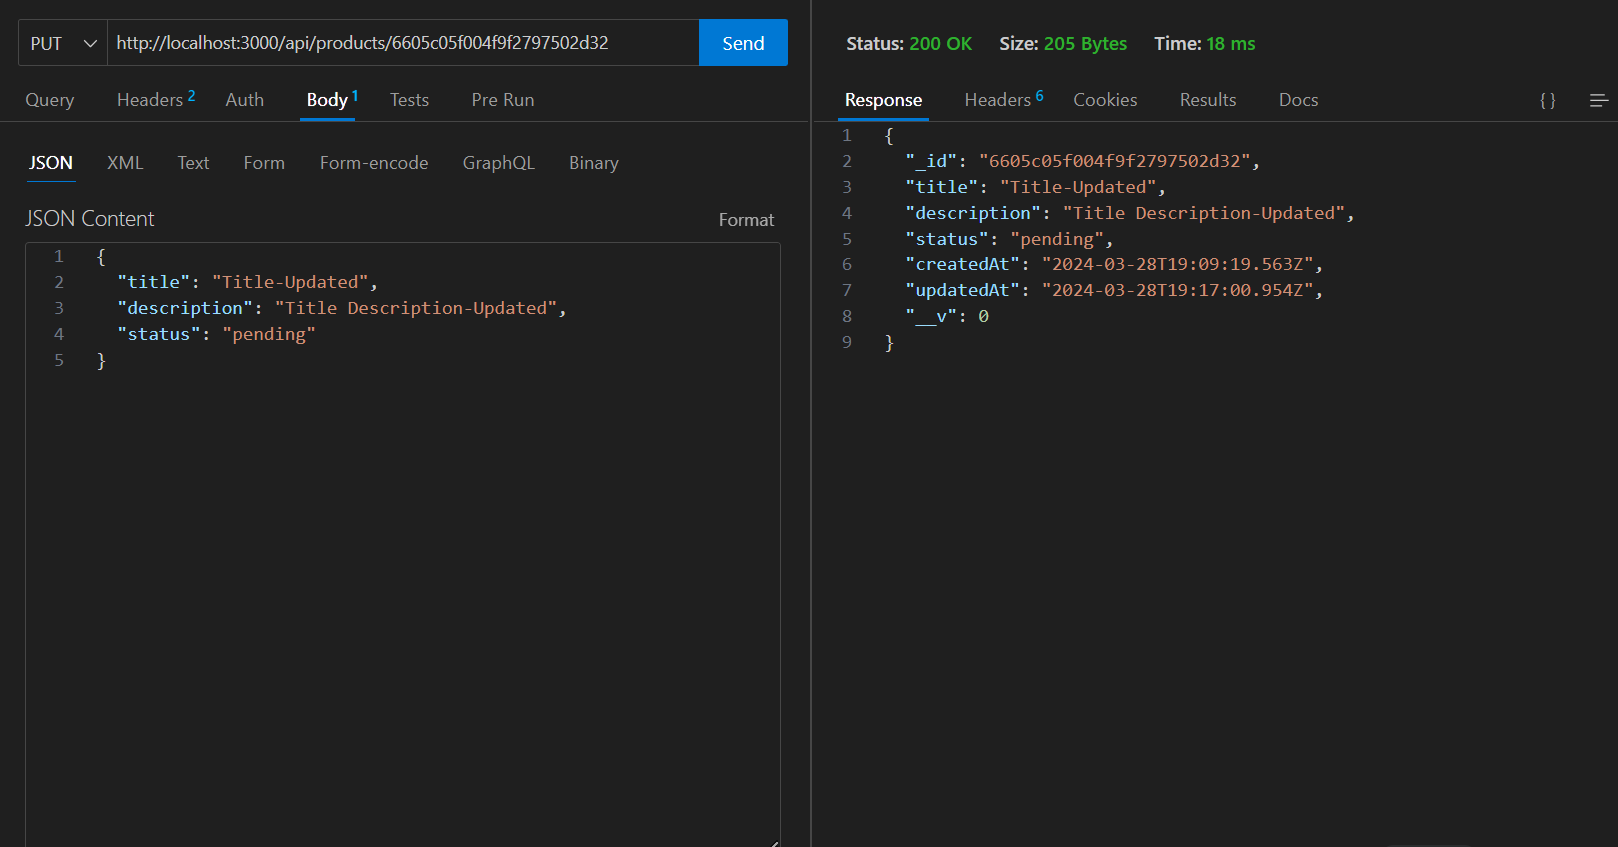 PUT http://localhost:3000/api/products/6605c05f004f9f2797502d32 Send
Query Headers 2 Auth Body 1 Tests Pre Run
JSON XML Text Form Form-encode GraphQL Binary
JSON Content Format
1 {
2 "title": "Title-Updated",
3 "description": "Title Description-Updated",
4 "status": "pending"
5 }
Status: 200 OK Size: 205 Bytes Time: 18 ms
Response Headers 6 Cookies Results Docs { }
1 {
2 "_id": "6605c05f004f9f2797502d32",
3 "title": "Title-Updated",
4 "description": "Title Description-Updated",
5 "status": "pending",
6 "createdAt": "2024-03-28T19:09:19.563Z",
7 "updatedAt": "2024-03-28T19:17:00.954Z",
8 "__v": 0
9 }